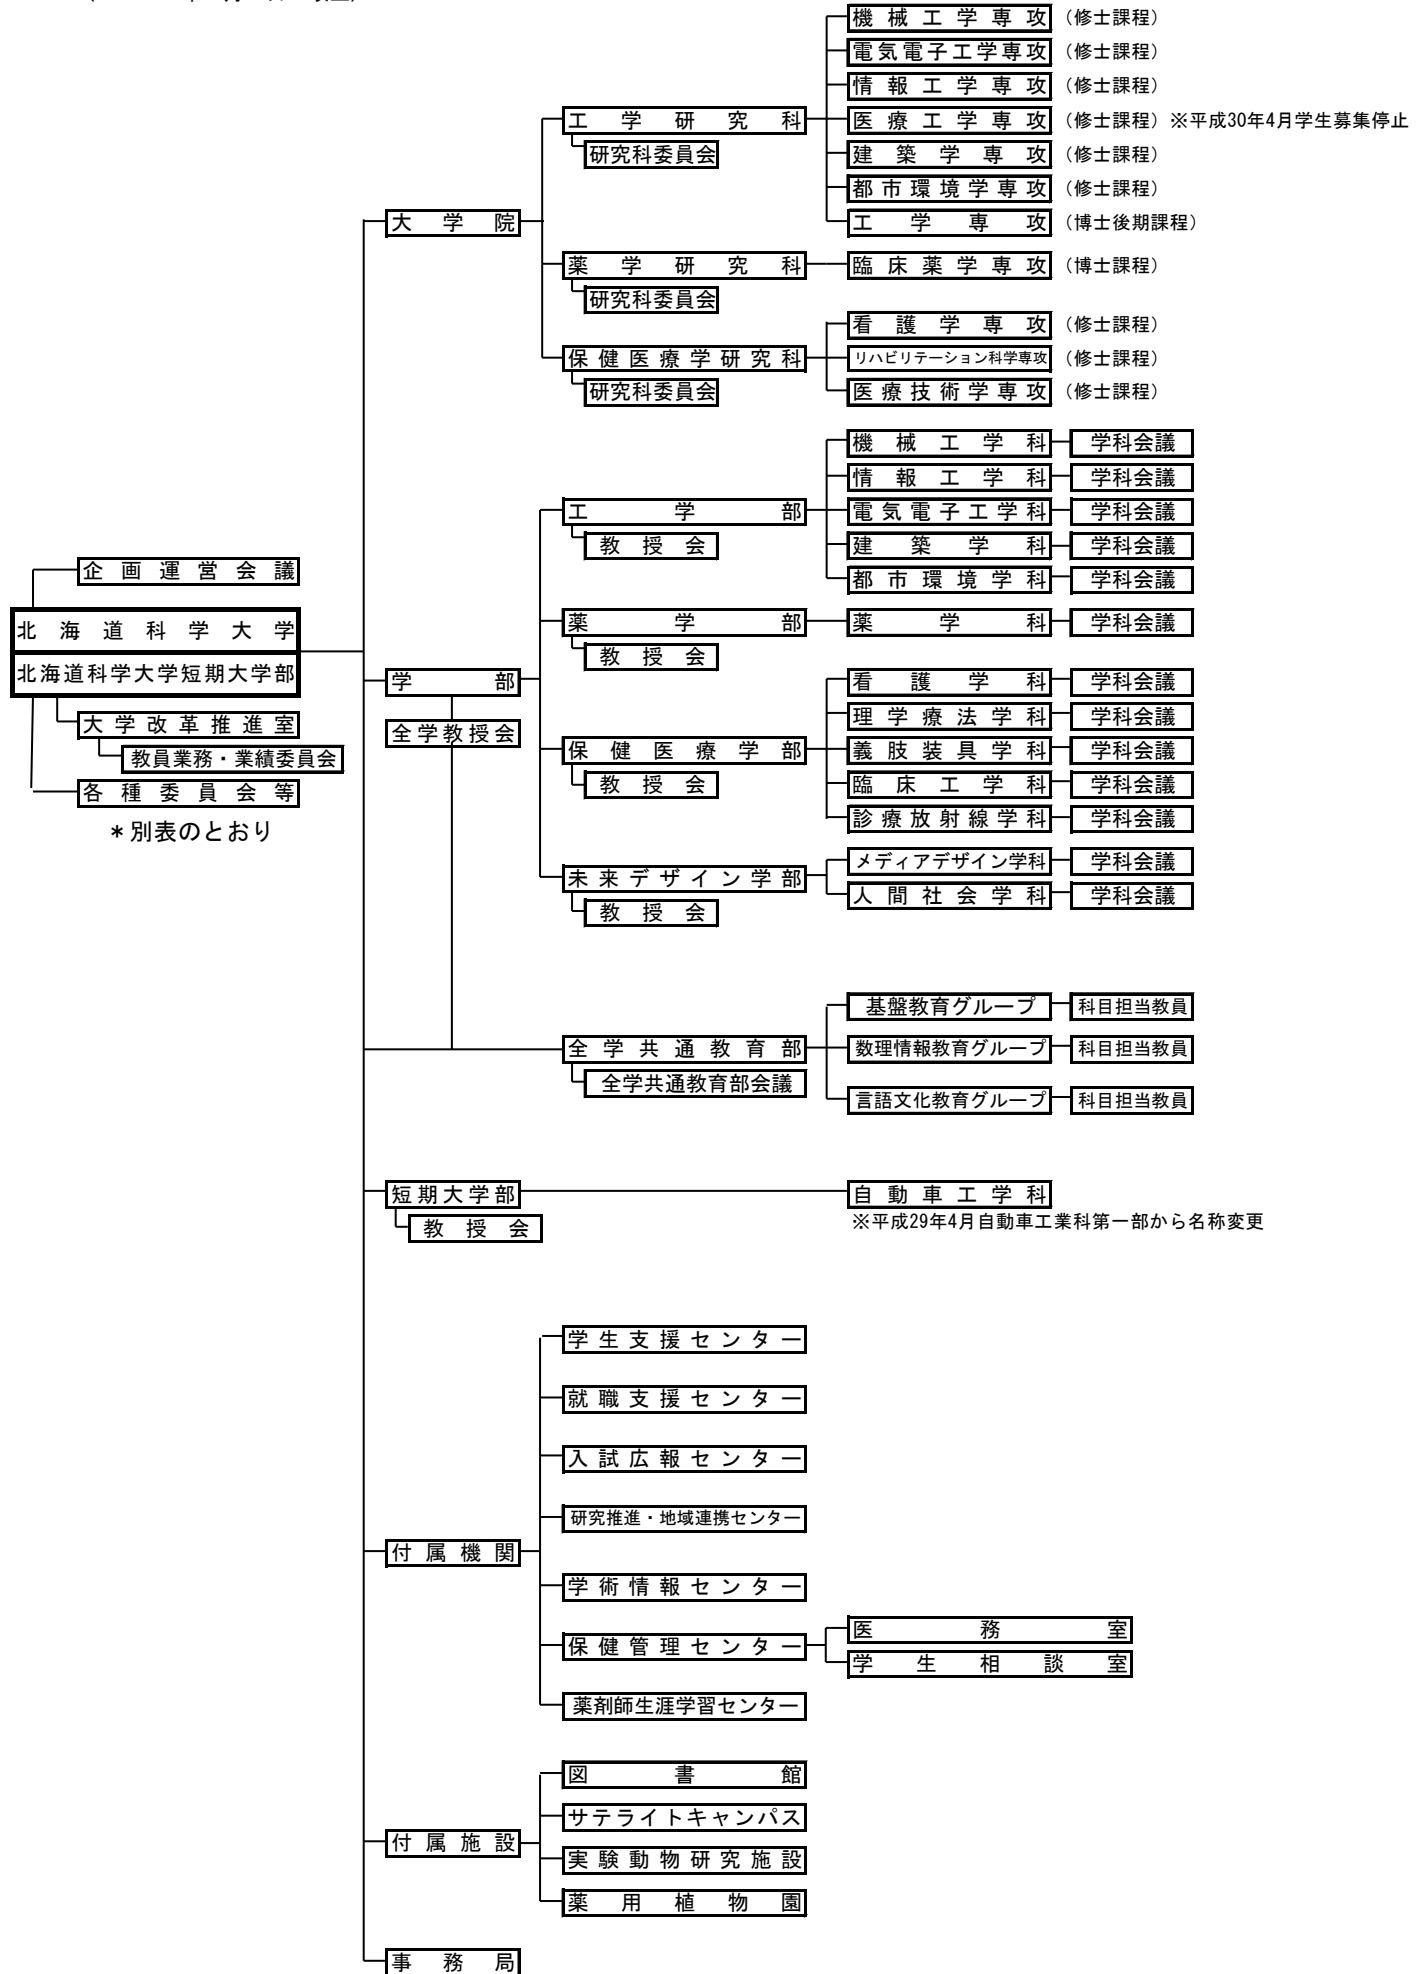 機械工学専攻 (修士課程)
電気電子工学専攻 (修士課程)
情報工学専攻 (修士課程)
工学研究科 医療工学専攻 (修士課程) ※平成30年4月学生募集停止
研究科委員会 建築学専攻 (修士課程)
都市環境学専攻 (修士課程)
大学院 工学専攻 (博士後期課程)
薬学研究科 臨床薬学専攻 (博士課程)
研究科委員会
看護学専攻 (修士課程)
保健医療学研究科 リハビリテーション科学専攻 (修士課程)
研究科委員会 医療技術学専攻 (修士課程)
機械工学科 学科会議
情報工学科 学科会議
工学部 電気電子工学科 学科会議
教授会 建築学科 学科会議
企画運営会議 都市環境学科 学科会議
北海道科学大学 薬学部 薬学科 学科会議
教授会
北海道科学大学短期大学部 学部 看護学科 学科会議
大学改革推進室 全学教授会 理学療法学科 学科会議
教員業務・業績委員会 保健医療学部 義肢装具学科 学科会議
各種委員会等 教授会 臨床工学科 学科会議
*別表のとおり 診療放射線学科 学科会議
メディアデザイン学科 学科会議
未来デザイン学部 人間社会学科 学科会議
教授会
基盤教育グループ 科目担当教員
全学共通教育部 数理情報教育グループ 科目担当教員
全学共通教育部会議
言語文化教育グループ 科目担当教員
短期大学部 自動車工学科
教授会 ※平成29年4月自動車工業科第一部から名称変更
学生支援センター
就職支援センター
入試広報センター
研究推進・地域連携センター
付属機関
学術情報センター
医務室
保健管理センター
学生相談室
薬剤師生涯学習センター
図書館
サテライトキャンパス
付属施設
実験動物研究施設
薬用植物園
事務局